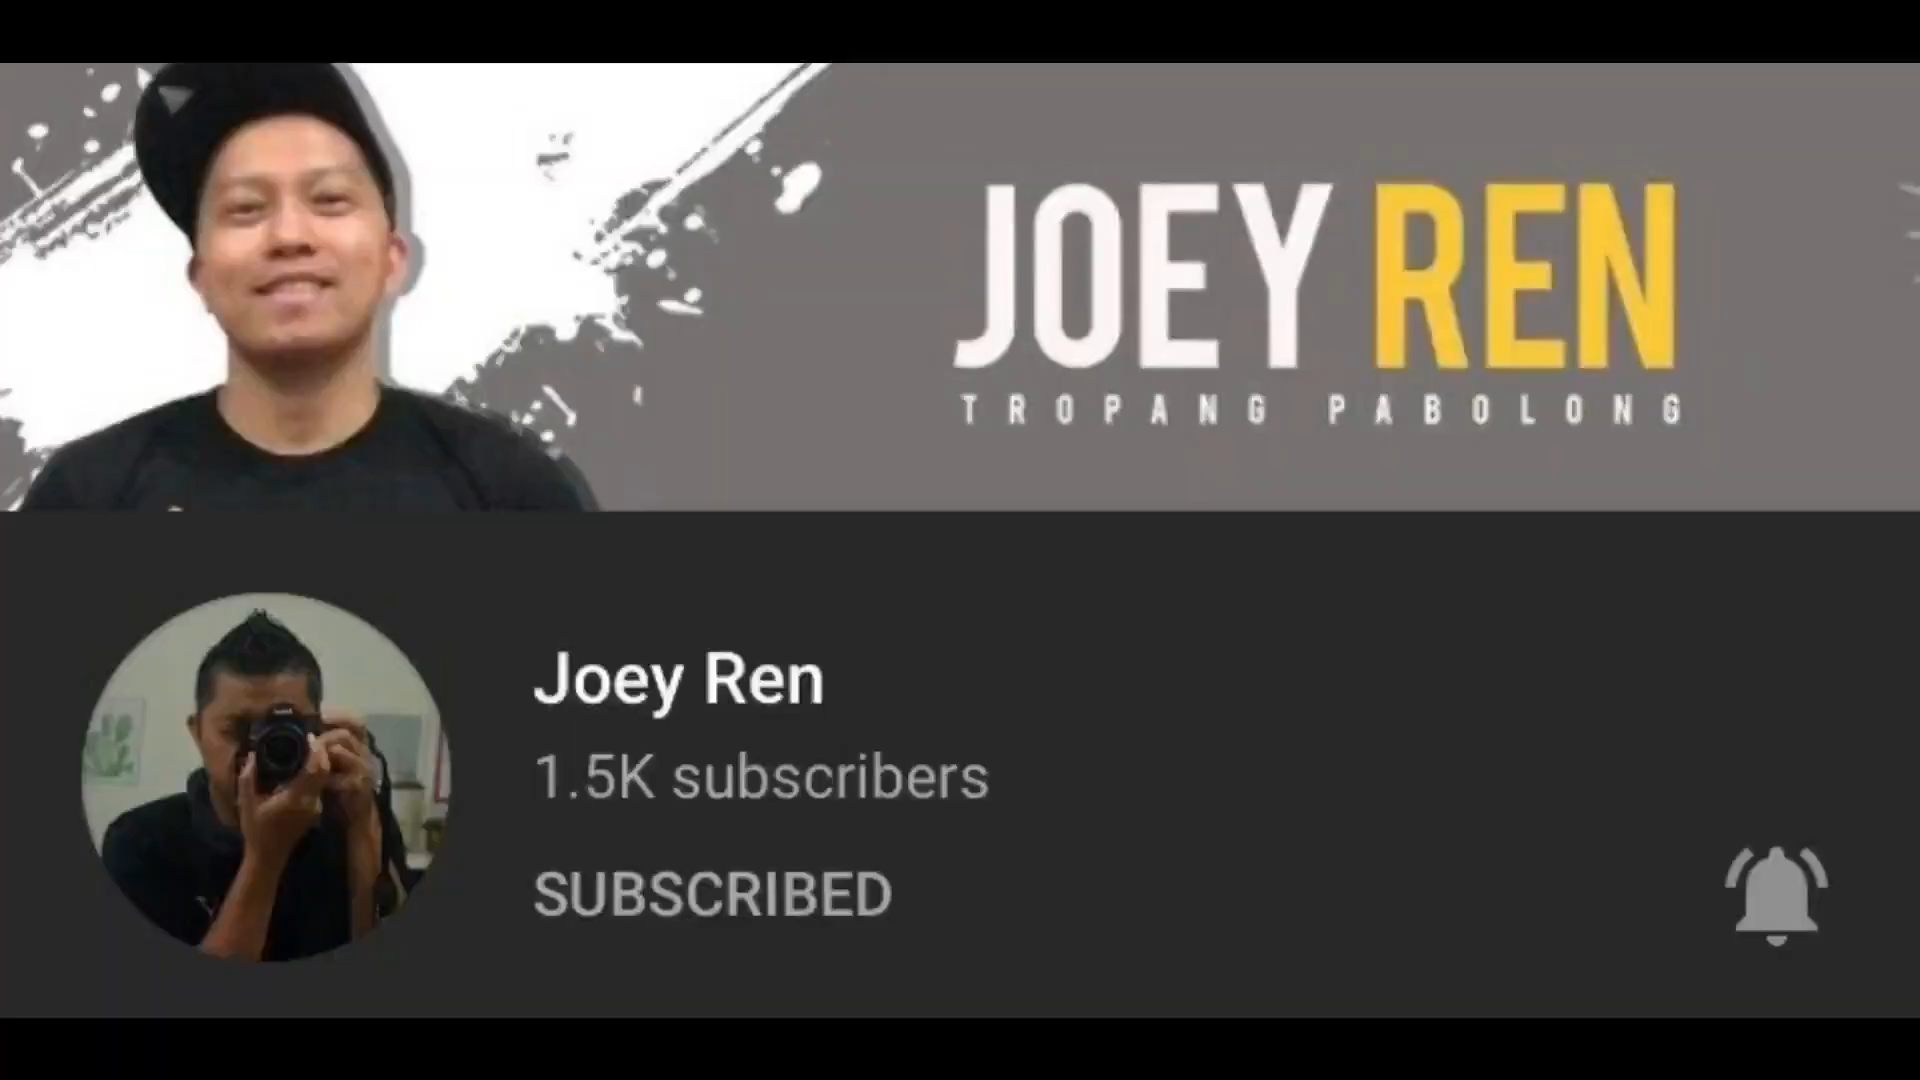 JOEY REN
TROPANG PABOLONG
Joey Ren
1.5K subscribers
SUBSCRIBED